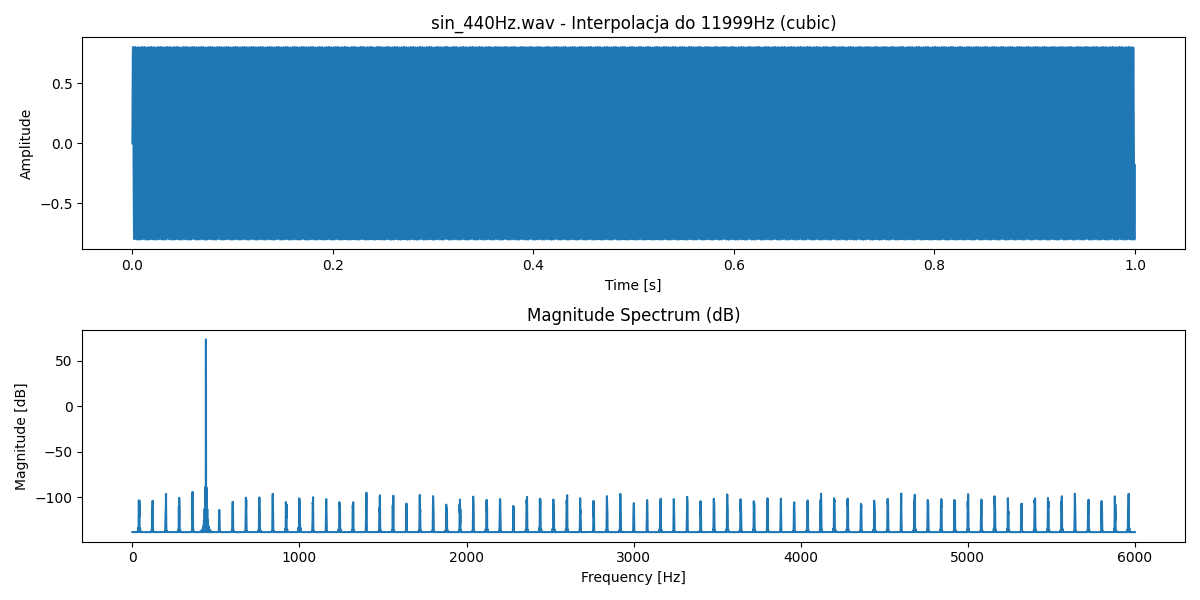 sin_440Hz.wav - Interpolacja do 11999Hz (cubic)
0.5
0.0
−0.5
Amplitude
0.0 0.2 0.4 0.6 0.8 1.0
Time [s]
Magnitude Spectrum (dB)
50
0
−50
−100
Magnitude [dB]
0 1000 2000 3000 4000 5000 6000
Frequency [Hz]